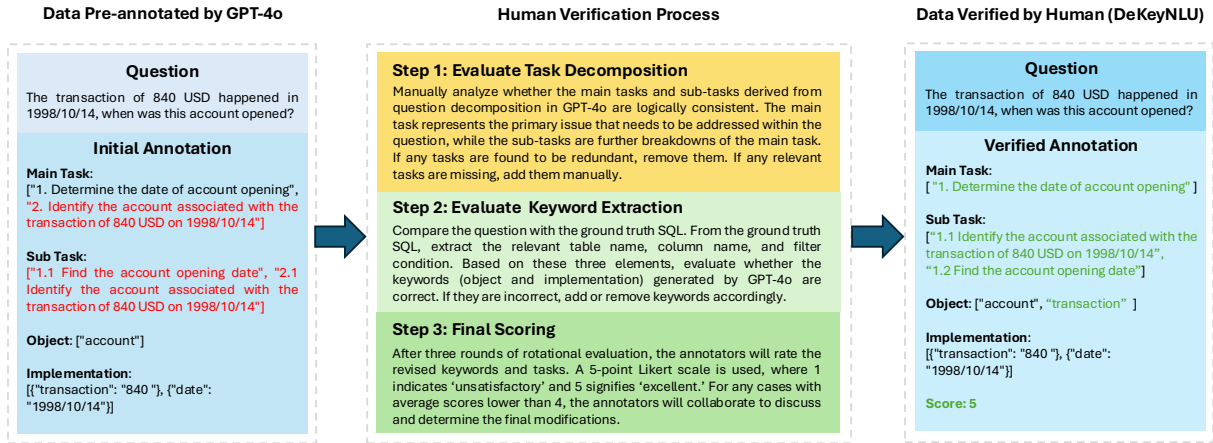 Data Pre-annotated by GPT-4o
Question
The transaction of 840 USD happened in
1998/10/14, when was this account opened?
Initial Annotation
Main Task:
["1. Determine the date of account opening",
"2. Identify the account associated with the
transaction of 840 USD on 1998/10/14"]
Sub Task:
["1.1 Find the account opening date", "2.1
Identify the account associated with the
transaction of 840 USD on 1998/10/14"]
Object: ["account"]
Implementation:
[{"transaction": "840 "}, {"date":
"1998/10/14"}]
Human Verification Process
Step 1: Evaluate Task Decomposition
Manually analyze whether the main tasks and sub-tasks derived from
question decomposition in GPT-4o are logically consistent. The main
task represents the primary issue that needs to be addressed within the
question, while the sub-tasks are further breakdowns of the main task.
If any tasks are found to be redundant, remove them. If any relevant
tasks are missing, add them manually.
Step 2: Evaluate Keyword Extraction
Compare the question with the ground truth SQL. From the ground truth
SQL, extract the relevant table name, column name, and filter
condition. Based on these three elements, evaluate whether the
keywords (object and implementation) generated by GPT-4o are
correct. If they are incorrect, add or remove keywords accordingly.
Step 3: Final Scoring
After three rounds of rotational evaluation, the annotators will rate the
revised keywords and tasks. A 5-point Likert scale is used, where 1
indicates ‘unsatisfactory’ and 5 signifies ‘excellent.’ For any cases with
average scores lower than 4, the annotators will collaborate to discuss
and determine the final modifications.
Data Verified by Human (DeKeyNLU)
Question
The transaction of 840 USD happened in
1998/10/14, when was this account opened?
Verified Annotation
Main Task:
[ "1. Determine the date of account opening" ]
Sub Task:
[“1.1 Identify the account associated with the
transaction of 840 USD on 1998/10/14”,
“1.2 Find the account opening date”]
Object: ["account", “transaction” ]
Implementation:
[{"transaction": "840 "}, {"date":
"1998/10/14"}]
Score: 5